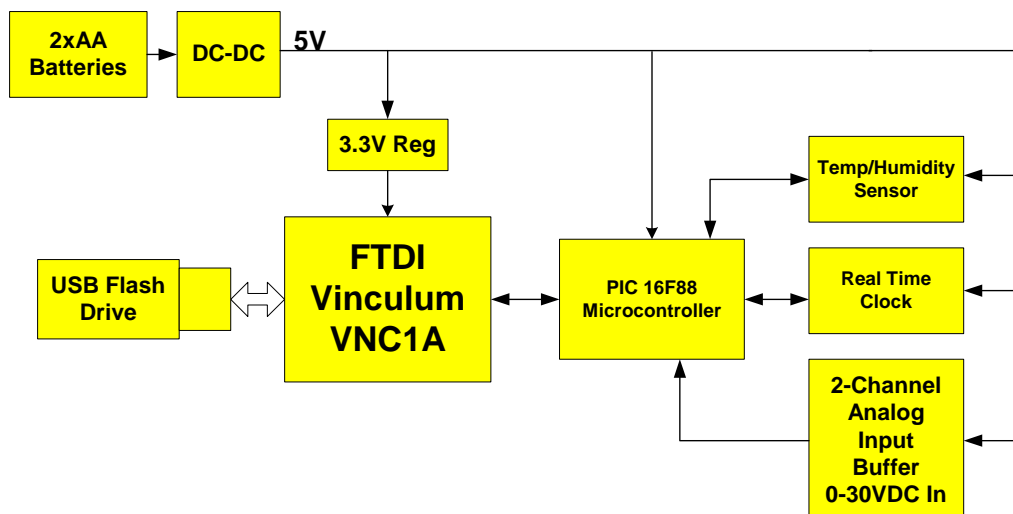 2xAA
Batteries
DC-DC
5V
3.3V Reg
Temp/Humidity
Sensor
FTDI
Vinculum
VNC1A
USB Flash
Drive
PIC 16F88
Microcontroller
Real Time
Clock
2-Channel
Analog
Input
Buffer
0-30VDC In